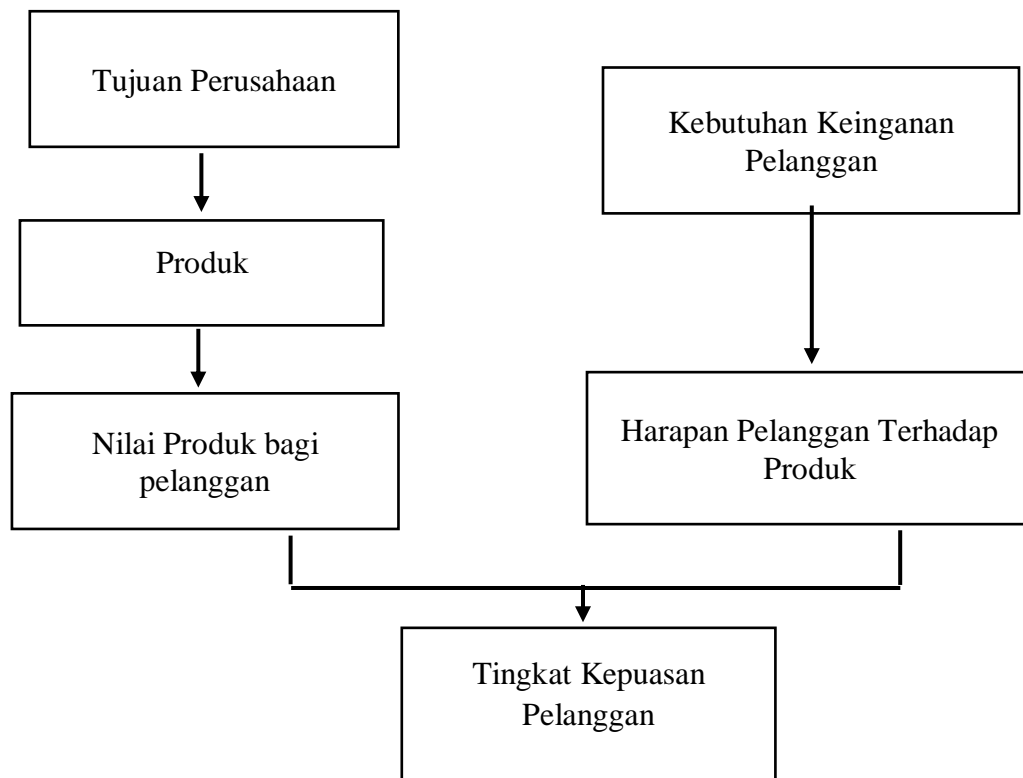 Tujuan Perusahaan
Kebutuhan Keinganan
Pelanggan
Produk
Nilai Produk bagi
pelanggan
Harapan Pelanggan Terhadap
Produk
Tingkat Kepuasan
Pelanggan